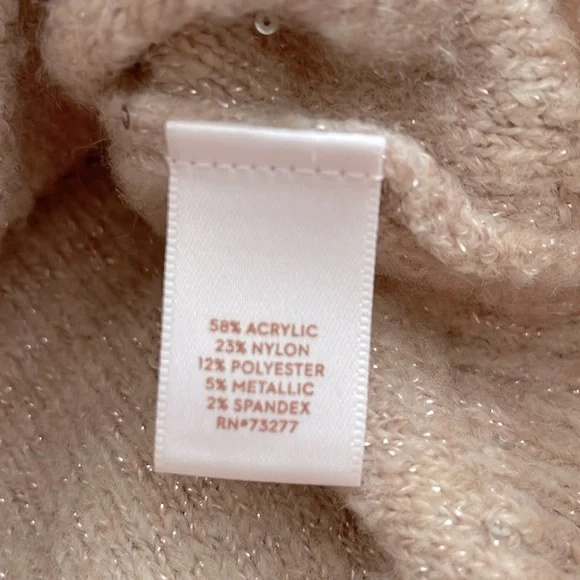 58% ACRYLIC
23% NYLON
12% POLYESTER
5% METALLIC
2% SPANDEX
RN#73277